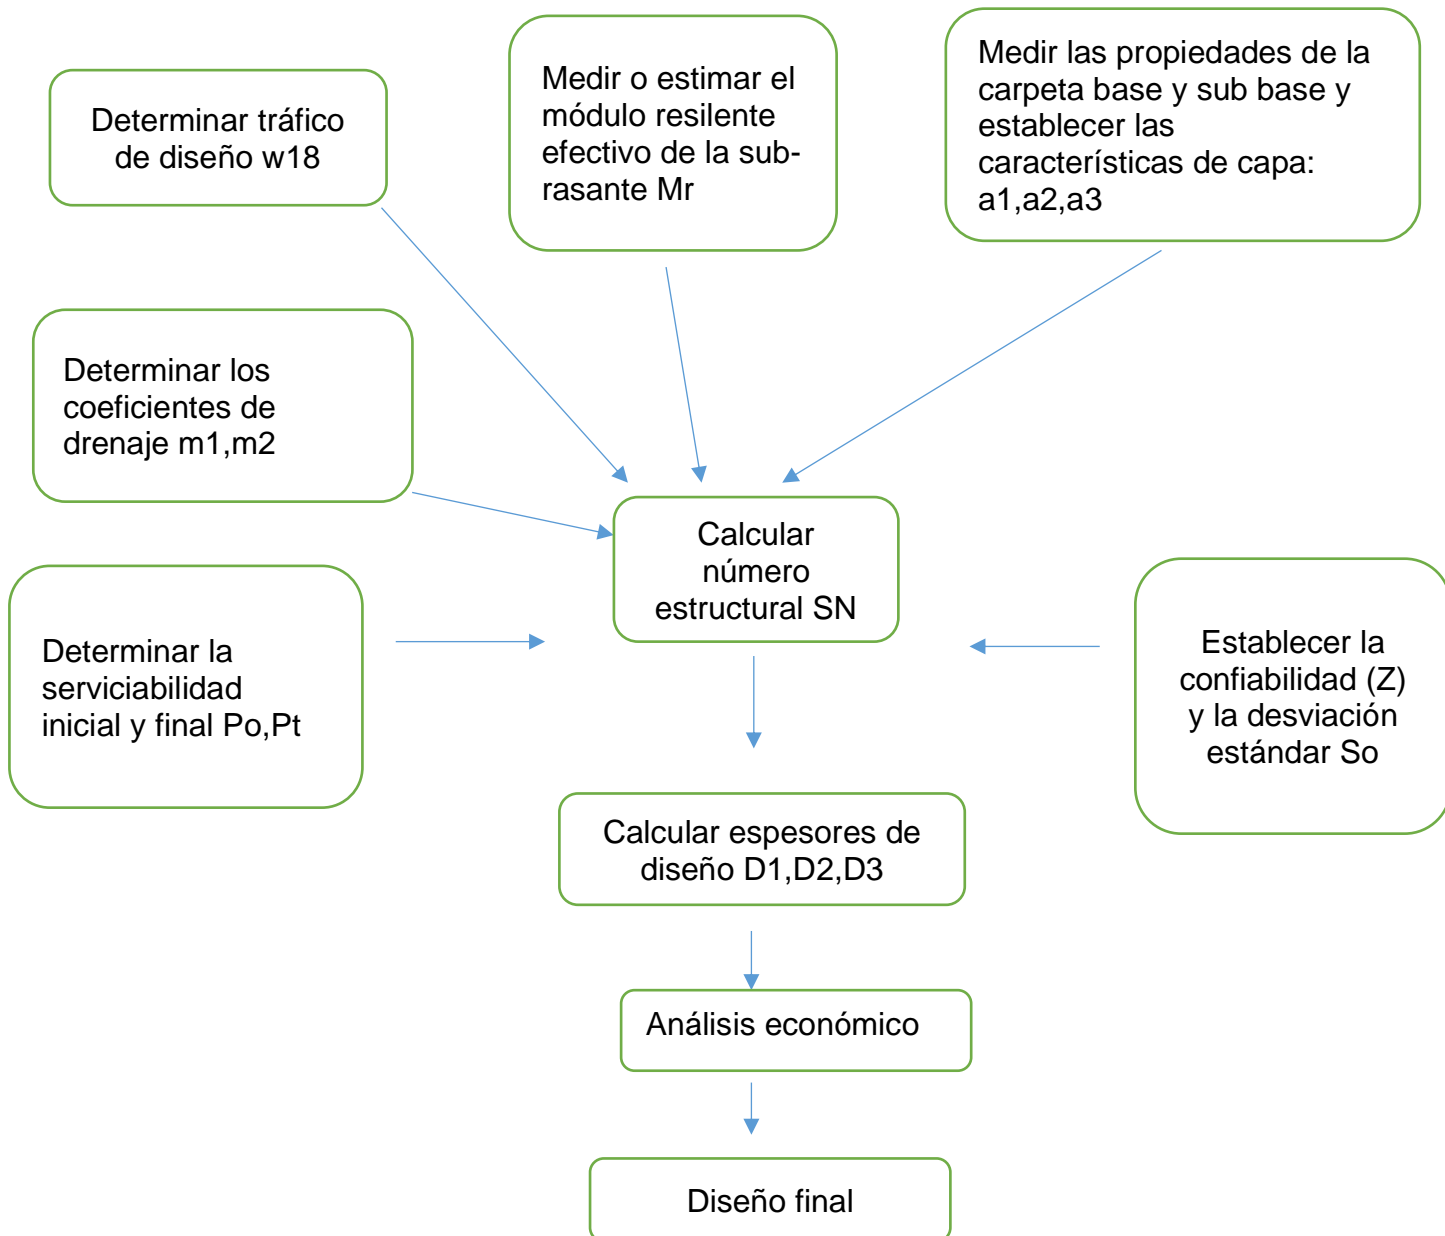 Determinar tráfico
de diseño w18
Medir o estimar el
módulo resilente
efectivo de la sub-
rasante Mr
Medir las propiedades de la
carpeta base y sub base y
establecer las
características de capa:
a1,a2,a3
Determinar los
coeficientes de
drenaje m1,m2
Calcular
número
estructural SN
Determinar la
serviciabilidad
inicial y final Po,Pt
Establecer la
confiabilidad (Z)
y la desviación
estándar So
Calcular espesores de
diseño D1,D2,D3
Análisis económico
Diseño final